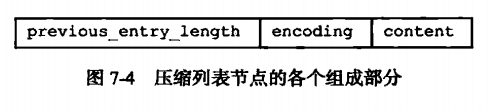 previous_entry_length encoding content
图 7-4 压缩列表节点的各个组成部分